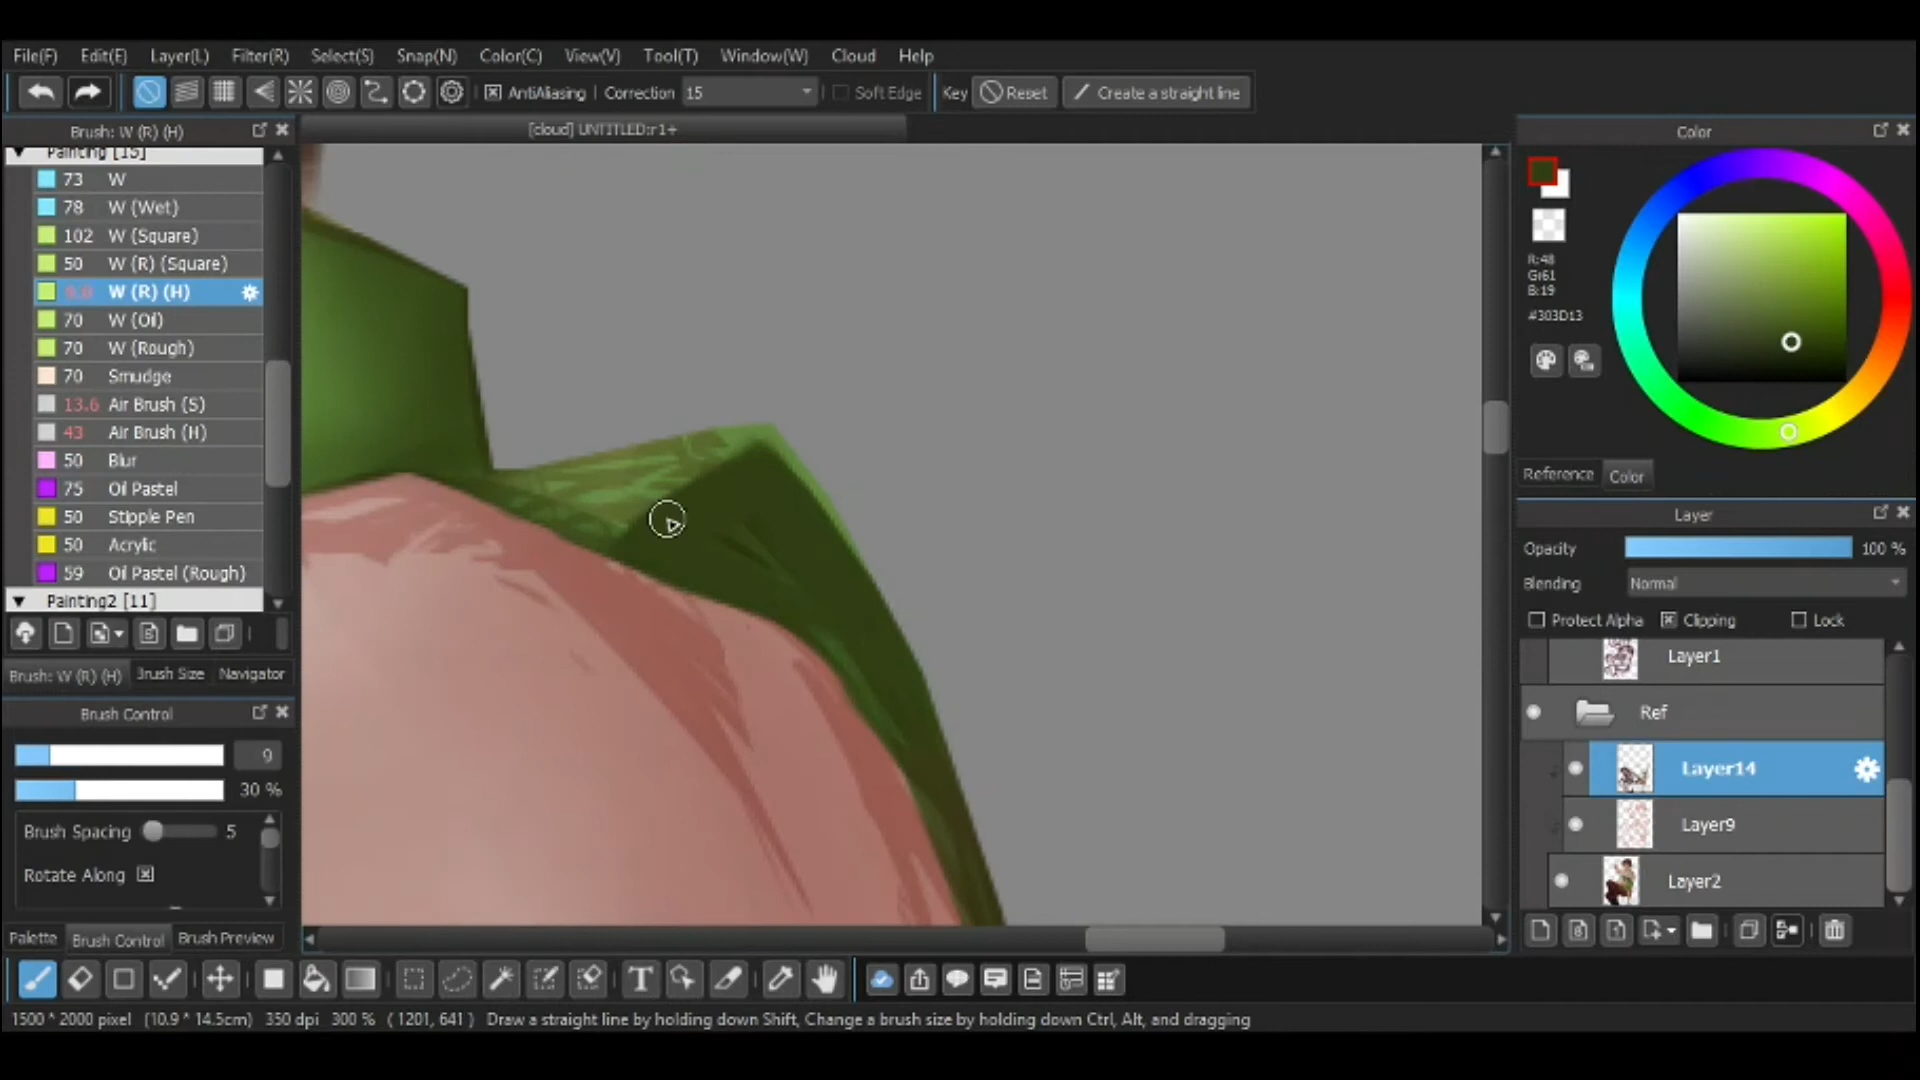 File(F) Edit(E) Layer(L) Filter(R) Select(S) Snap(N) Color(C) View(V) Tool(T) Window(W) Cloud Help
AntiAliasing Correction 15 Soft Edge Key Reset Create a straight line
Brush: W (R) (H)
[cloud] UNTITLED:r1+
Painting [15]
73 W
78 W (Wet)
102 W (Square)
50 W (R) (Square)
9.0 W (R) (H)
70 W (Oil)
70 W (Rough)
70 Smudge
13.6 Air Brush (S)
43 Air Brush (H)
50 Blur
75 Oil Pastel
50 Stipple Pen
50 Acrylic
59 Oil Pastel (Rough)
Painting2 [11]
Brush: W (R) (H) Brush Size Navigator
Brush Control
9
30 %
Brush Spacing 5
Rotate Along
Palette Brush Control Brush Preview
Color
R:48
G:61
B:19
#303D13
Reference Color
Layer
Opacity 100 %
Blending Normal
Protect Alpha Clipping Lock
Layer1
Ref
Layer14
Layer9
Layer2
1500 * 2000 pixel (10.9 * 14.5cm) 350 dpi 300 % ( 1201, 641 ) Draw a straight line by holding down Shift, Change a brush size by holding down Ctrl, Alt, and dragging